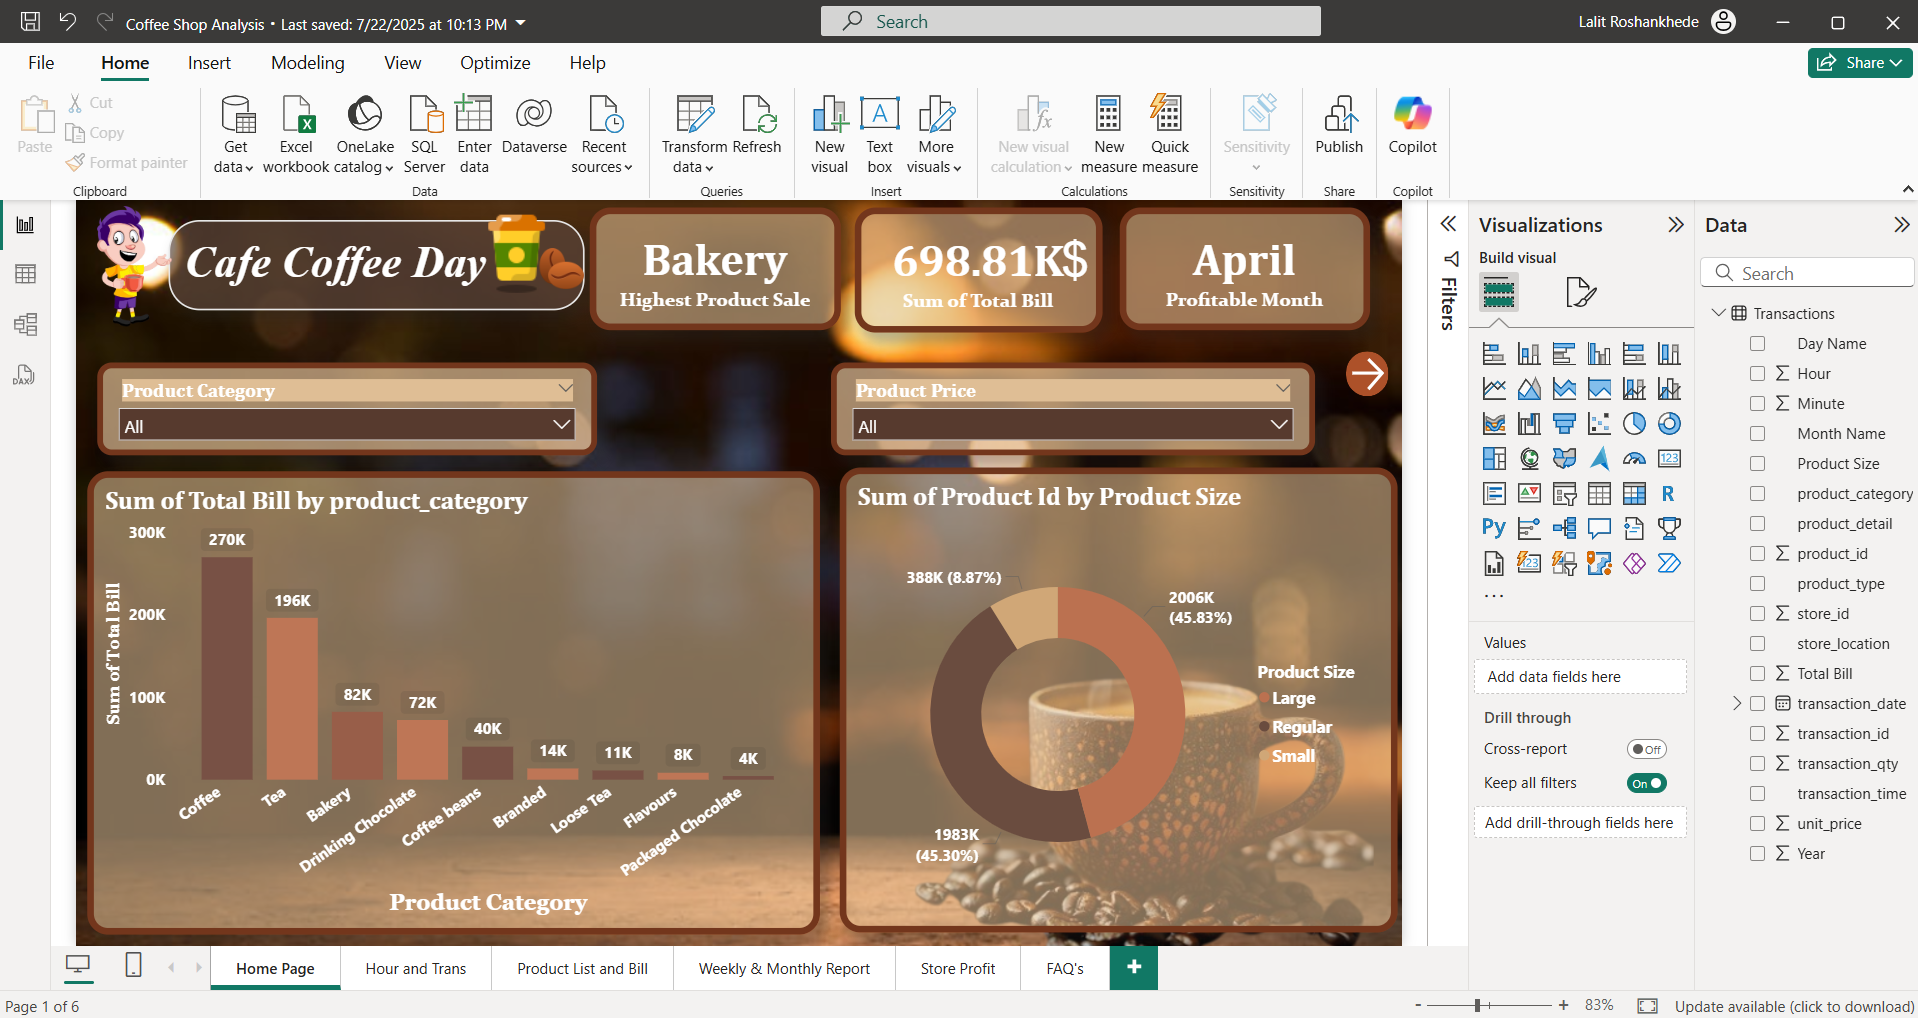 Coffee Shop Analysis • Last saved: 7/22/2025 at 10:13 PM
Search
Lalit Roshankhede
File
Home
Insert
Modeling
View
Optimize
Help
Share
Paste
Cut
Copy
Format painter
Clipboard
Get data
Excel workbook
OneLake catalog
SQL Server
Enter data
Dataverse
Recent sources
Data
Transform data
Refresh
Queries
New visual
Text box
More visuals
Insert
New visual calculation
New measure
Quick measure
Calculations
Sensitivity
Sensitivity
Publish
Share
Copilot
Copilot
DAX
Cafe Coffee Day
Bakery
Highest Product Sale
698.81K$
Sum of Total Bill
April
Profitable Month
Product Category
All
Product Price
All
Sum of Total Bill by product_category
Sum of Total Bill
300K
200K
100K
0K
270K
196K
82K
72K
40K
14K
11K
8K
4K
Coffee
Tea
Bakery
Drinking Chocolate
Coffee beans
Branded
Loose Tea
Flavours
Packaged Chocolate
Product Category
Sum of Product Id by Product Size
388K (8.87%)
2006K
(45.83%)
1983K
(45.30%)
Product Size
Large
Regular
Small
Filters
Visualizations
Build visual
123
R
Py
123
...
Values
Add data fields here
Drill through
Cross-report
Off
Keep all filters
On
Add drill-through fields here
Data
Search
Transactions
Day Name
Hour
Minute
Month Name
Product Size
product_category
product_detail
product_id
product_type
store_id
store_location
Total Bill
transaction_date
transaction_id
transaction_qty
transaction_time
unit_price
Year
Home Page
Hour and Trans
Product List and Bill
Weekly & Monthly Report
Store Profit
FAQ's
+
Page 1 of 6
- + 83%
Update available (click to download)